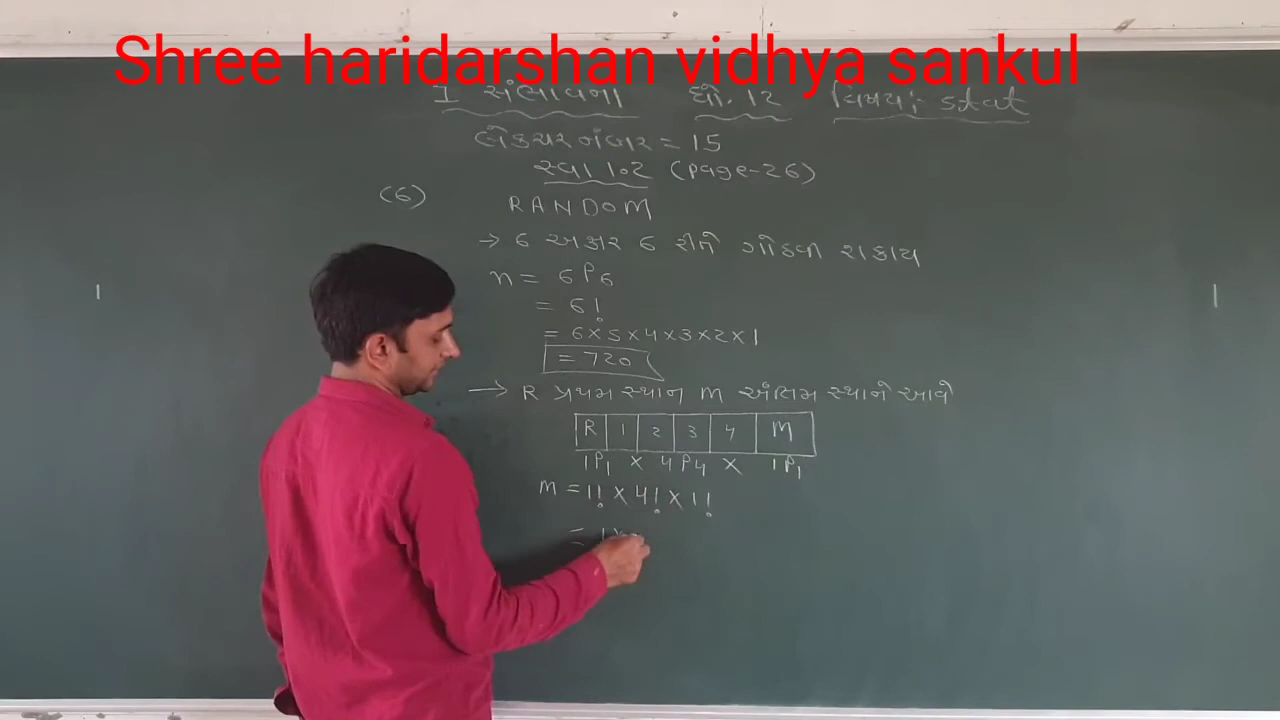 Shree haridarshan vidhya sankul
I સંભાવના ધો. 12 વિષય:- stat
લેકચર નંબર = 15
સ્વા 1.2 (page-26)
(6) RANDOM
→ 6 અક્ષર 6 રીતે ગોઠવી શકાય
n = 6P6
= 6!
= 6×5×4×3×2×1
= 720
→ R પ્રથમ સ્થાન M અંતિમ સ્થાને આવે
R 1 2 3 4 M
1P1 × 4P4 × 1P1
m = 1! × 4! × 1!
= 1×